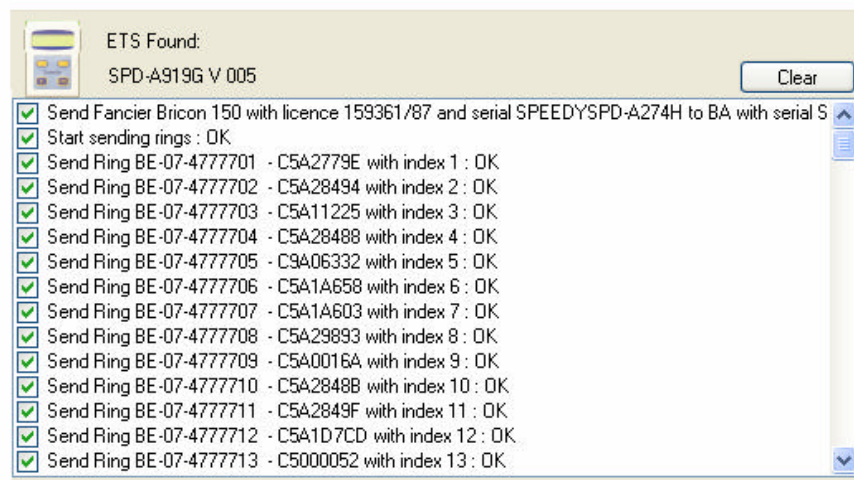 ETS Found:
SPD-A919G V 005
Clear
Send Fancier Bricon 150 with licence 159361/87 and serial SPEEDYSPD-A274H to BA with serial S
Start sending rings : OK
Send Ring BE-07-4777701 - C5A2779E with index 1 : OK
Send Ring BE-07-4777702 - C5A28494 with index 2 : OK
Send Ring BE-07-4777703 - C5A11225 with index 3 : OK
Send Ring BE-07-4777704 - C5A28488 with index 4 : OK
Send Ring BE-07-4777705 - C9A06332 with index 5 : OK
Send Ring BE-07-4777706 - C5A1A658 with index 6 : OK
Send Ring BE-07-4777707 - C5A1A603 with index 7 : OK
Send Ring BE-07-4777708 - C5A29893 with index 8 : OK
Send Ring BE-07-4777709 - C5A0016A with index 9 : OK
Send Ring BE-07-4777710 - C5A2848B with index 10 : OK
Send Ring BE-07-4777711 - C5A2849F with index 11 : OK
Send Ring BE-07-4777712 - C5A1D7CD with index 12 : OK
Send Ring BE-07-4777713 - C5000052 with index 13 : OK